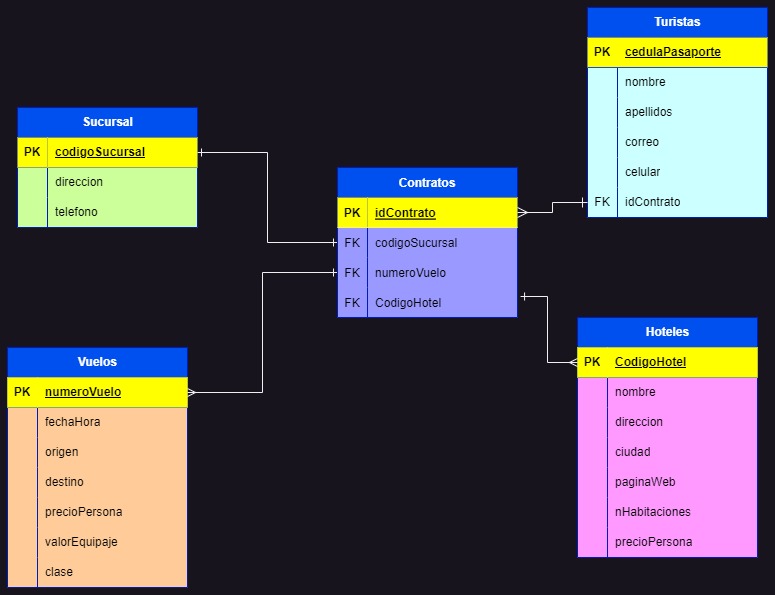 Turistas
PK cedulaPasaporte
nombre
apellidos
correo
celular
FK idContrato
Sucursal
PK codigoSucursal
direccion
telefono
Contratos
PK idContrato
FK codigoSucursal
FK numeroVuelo
FK CodigoHotel
Hoteles
PK CodigoHotel
nombre
direccion
ciudad
paginaWeb
nHabitaciones
precioPersona
Vuelos
PK numeroVuelo
fechaHora
origen
destino
precioPersona
valorEquipaje
clase